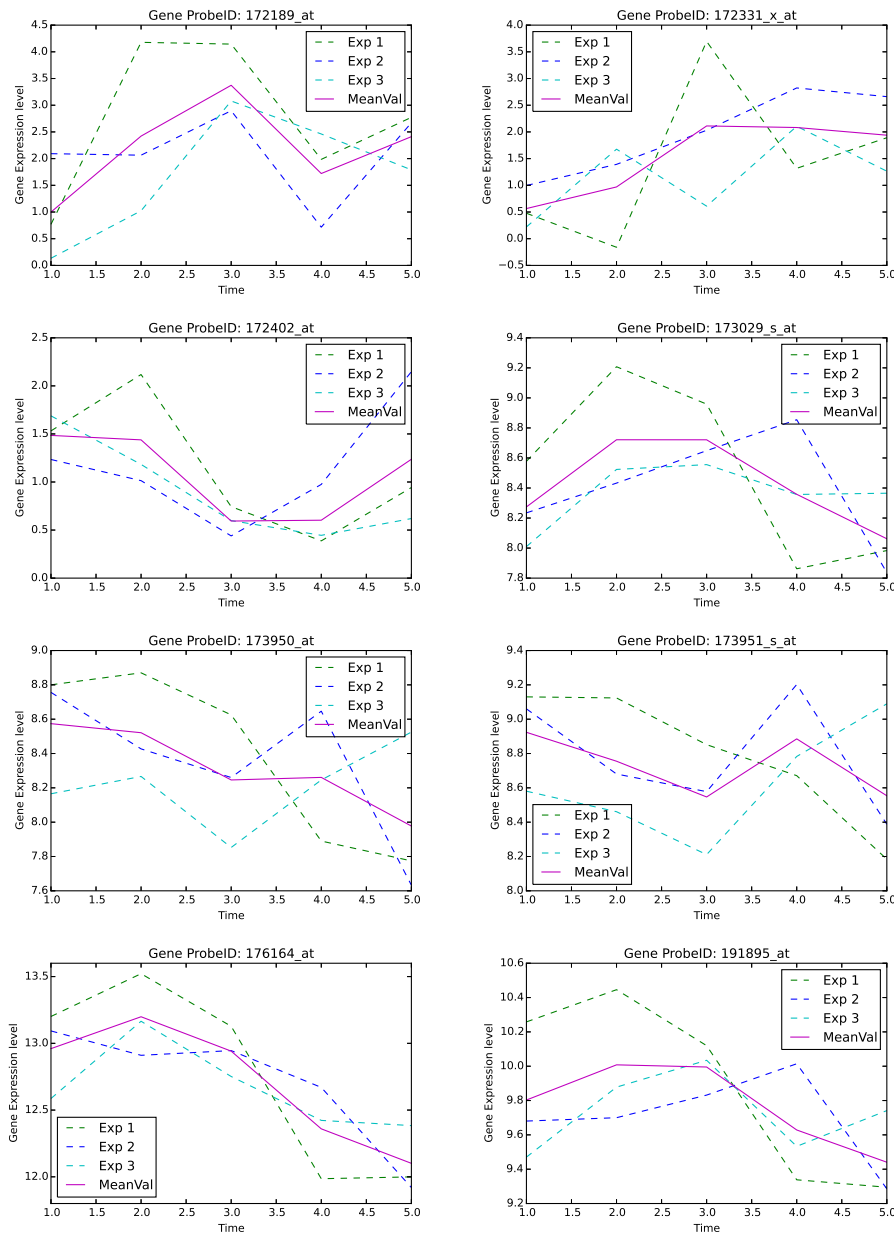 Gene ProbeID: 172189_at
Gene Expression level
4.5
4.0
3.5
3.0
2.5
2.0
1.5
1.0
0.5
0.0
Exp 1
Exp 2
Exp 3
MeanVal
1.0 1.5 2.0 2.5 3.0 3.5 4.0 4.5 5.0
Time
Gene ProbeID: 172331_x_at
Gene Expression level
4.0
3.5
3.0
2.5
2.0
1.5
1.0
0.5
0.0
−0.5
Exp 1
Exp 2
Exp 3
MeanVal
1.0 1.5 2.0 2.5 3.0 3.5 4.0 4.5 5.0
Time
Gene ProbeID: 172402_at
Gene Expression level
2.5
2.0
1.5
1.0
0.5
0.0
Exp 1
Exp 2
Exp 3
MeanVal
1.0 1.5 2.0 2.5 3.0 3.5 4.0 4.5 5.0
Time
Gene ProbeID: 173029_s_at
Gene Expression level
9.4
9.2
9.0
8.8
8.6
8.4
8.2
8.0
7.8
Exp 1
Exp 2
Exp 3
MeanVal
1.0 1.5 2.0 2.5 3.0 3.5 4.0 4.5 5.0
Time
Gene ProbeID: 173950_at
Gene Expression level
9.0
8.8
8.6
8.4
8.2
8.0
7.8
7.6
Exp 1
Exp 2
Exp 3
MeanVal
1.0 1.5 2.0 2.5 3.0 3.5 4.0 4.5 5.0
Time
Gene ProbeID: 173951_s_at
Gene Expression level
9.4
9.2
9.0
8.8
8.6
8.4
8.2
8.0
Exp 1
Exp 2
Exp 3
MeanVal
1.0 1.5 2.0 2.5 3.0 3.5 4.0 4.5 5.0
Time
Gene ProbeID: 176164_at
Gene Expression level
13.5
13.0
12.5
12.0
Exp 1
Exp 2
Exp 3
MeanVal
1.0 1.5 2.0 2.5 3.0 3.5 4.0 4.5 5.0
Time
Gene ProbeID: 191895_at
Gene Expression level
10.6
10.4
10.2
10.0
9.8
9.6
9.4
9.2
Exp 1
Exp 2
Exp 3
MeanVal
1.0 1.5 2.0 2.5 3.0 3.5 4.0 4.5 5.0
Time